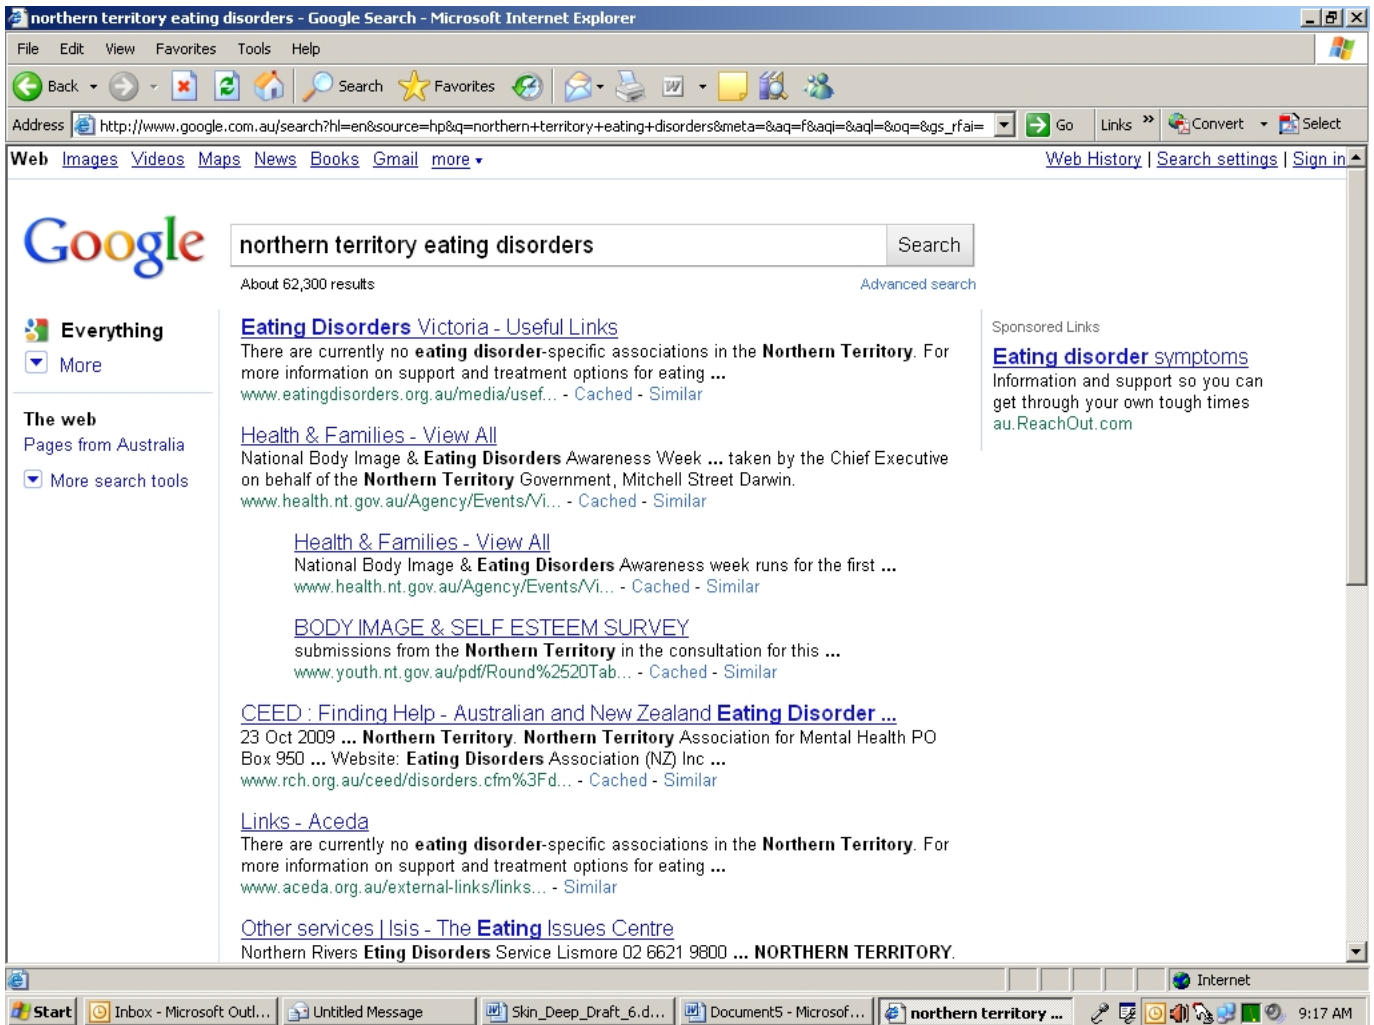 northern territory eating disorders - Google Search - Microsoft Internet Explorer
File Edit View Favorites Tools Help
Back Search Favorites
Address http://www.google.com.au/search?hl=en&source=hp&q=northern+territory+eating+disorders&meta=&aq=f&aqi=&aql=&oq=&gs_rfai= Go Links » Convert Select
Web Images Videos Maps News Books Gmail more Web History | Search settings | Sign in
Google northern territory eating disorders Search
About 62,300 results Advanced search
Everything
More
The web
Pages from Australia
More search tools
Eating Disorders Victoria - Useful Links
There are currently no eating disorder-specific associations in the Northern Territory. For
more information on support and treatment options for eating ...
www.eatingdisorders.org.au/media/usef... - Cached - Similar
Health & Families - View All
National Body Image & Eating Disorders Awareness Week ... taken by the Chief Executive
on behalf of the Northern Territory Government, Mitchell Street Darwin.
www.health.nt.gov.au/Agency/Events/Vi... - Cached - Similar
Health & Families - View All
National Body Image & Eating Disorders Awareness week runs for the first ...
www.health.nt.gov.au/Agency/Events/Vi... - Cached - Similar
BODY IMAGE & SELF ESTEEM SURVEY
submissions from the Northern Territory in the consultation for this ...
www.youth.nt.gov.au/pdf/Round%2520Tab... - Cached - Similar
CEED : Finding Help - Australian and New Zealand Eating Disorder ...
23 Oct 2009 ... Northern Territory. Northern Territory Association for Mental Health PO
Box 950 ... Website: Eating Disorders Association (NZ) Inc ...
www.rch.org.au/ceed/disorders.cfm%3Fd... - Cached - Similar
Links - Aceda
There are currently no eating disorder-specific associations in the Northern Territory. For
more information on support and treatment options for eating ...
www.aceda.org.au/external-links/links... - Similar
Other services | Isis - The Eating Issues Centre
Northern Rivers Eting Disorders Service Lismore 02 6621 9800 ... NORTHERN TERRITORY.
Sponsored Links
Eating disorder symptoms
Information and support so you can
get through your own tough times
au.ReachOut.com
Internet
Start Inbox - Microsoft Outl... Untitled Message Skin_Deep_Draft_6.d... Document5 - Microsof... northern territory ... 9:17 AM